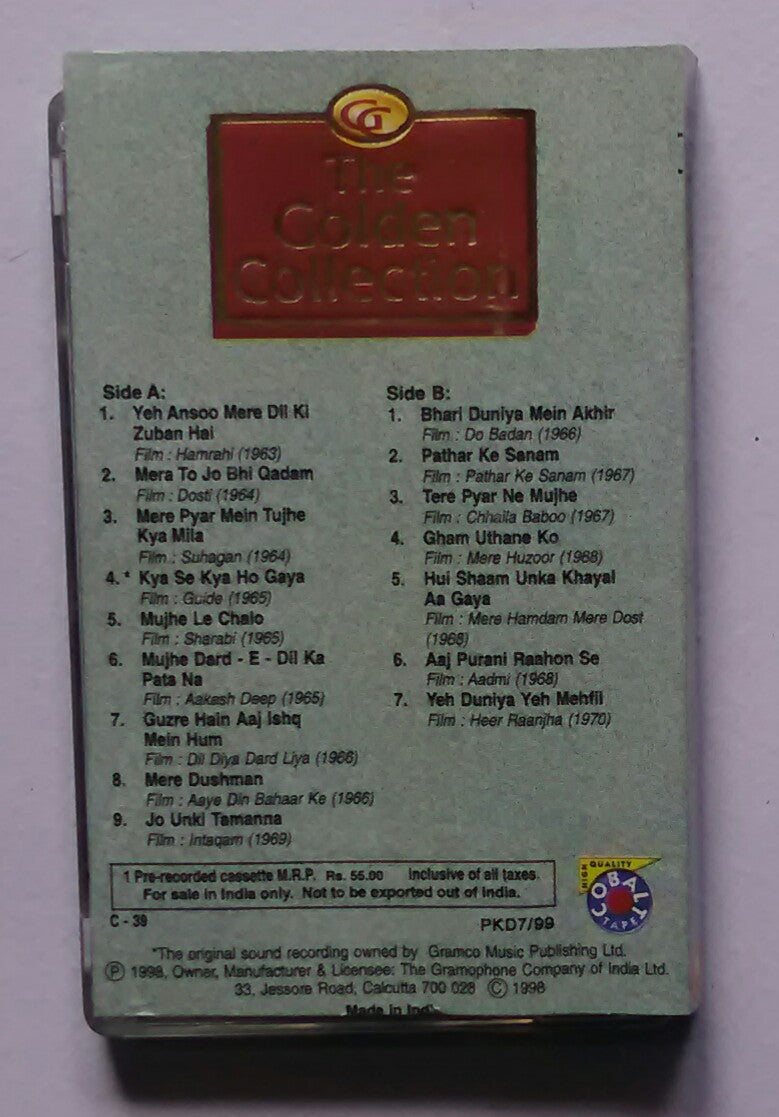 CG
The
Golden
Collection
Side A:
1. Yeh Ansoo Mere Dil Ki
Zuban Hai
Film : Hamrahi (1963)
2. Mera To Jo Bhi Qadam
Film : Dosti (1964)
3. Mere Pyar Mein Tujhe
Kya Mila
Film : Suhagan (1964)
4.* Kya Se Kya Ho Gaya
Film : Guide (1965)
5. Mujhe Le Chalo
Film : Sharabi (1965)
6. Mujhe Dard - E - Dil Ka
Pata Na
Film : Aakash Deep (1965)
7. Guzre Hain Aaj Ishq
Mein Hum
Film : Dil Diya Dard Liya (1966)
8. Mere Dushman
Film : Aaye Din Bahaar Ke (1966)
9. Jo Unki Tamanna
Film : Intaqam (1969)
Side B:
1. Bhari Duniya Mein Akhir
Film : Do Badan (1966)
2. Pathar Ke Sanam
Film : Pathar Ke Sanam (1967)
3. Tere Pyar Ne Mujhe
Film : Chhaila Baboo (1967)
4. Gham Uthane Ko
Film : Mere Huzoor (1968)
5. Hui Shaam Unka Khayal
Aa Gaya
Film : Mere Hamdam Mere Dost
(1968)
6. Aaj Purani Raahon Se
Film : Aadmi (1968)
7. Yeh Duniya Yeh Mehfil
Film : Heer Raanjha (1970)
1 Pre-recorded cassette M.R.P. Rs. 55.00 inclusive of all taxes.
For sale in India only. Not to be exported out of India.
HIGH QUALITY
COBALT
TAPE
C - 39 PKD7/99
*The original sound recording owned by Gramco Music Publishing Ltd.
Ⓟ 1998, Owner, Manufacturer & Licensee: The Gramophone Company of India Ltd.
33, Jessore Road, Calcutta 700 028 Ⓒ 1998
Made in